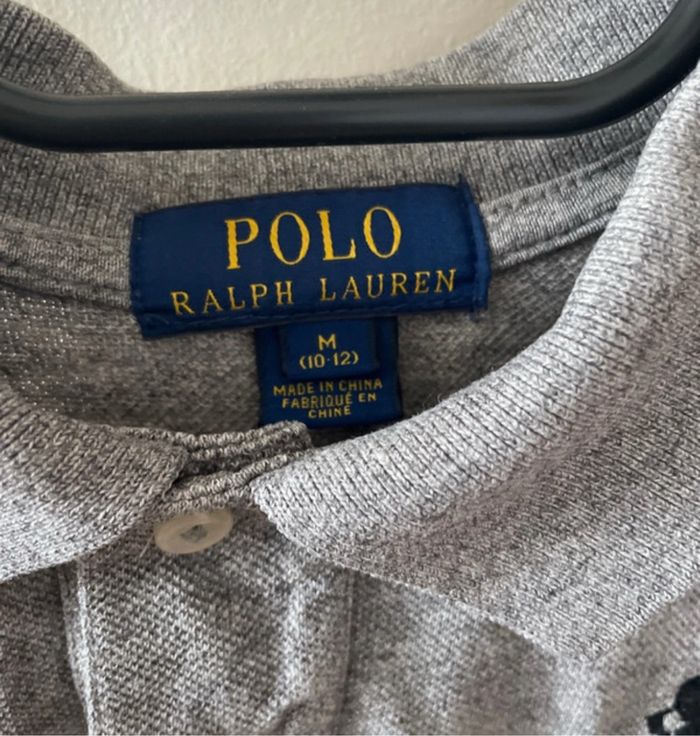 POLO
RALPH LAUREN
M
(10-12)
MADE IN CHINA
FABRIQUÉ EN
CHINE